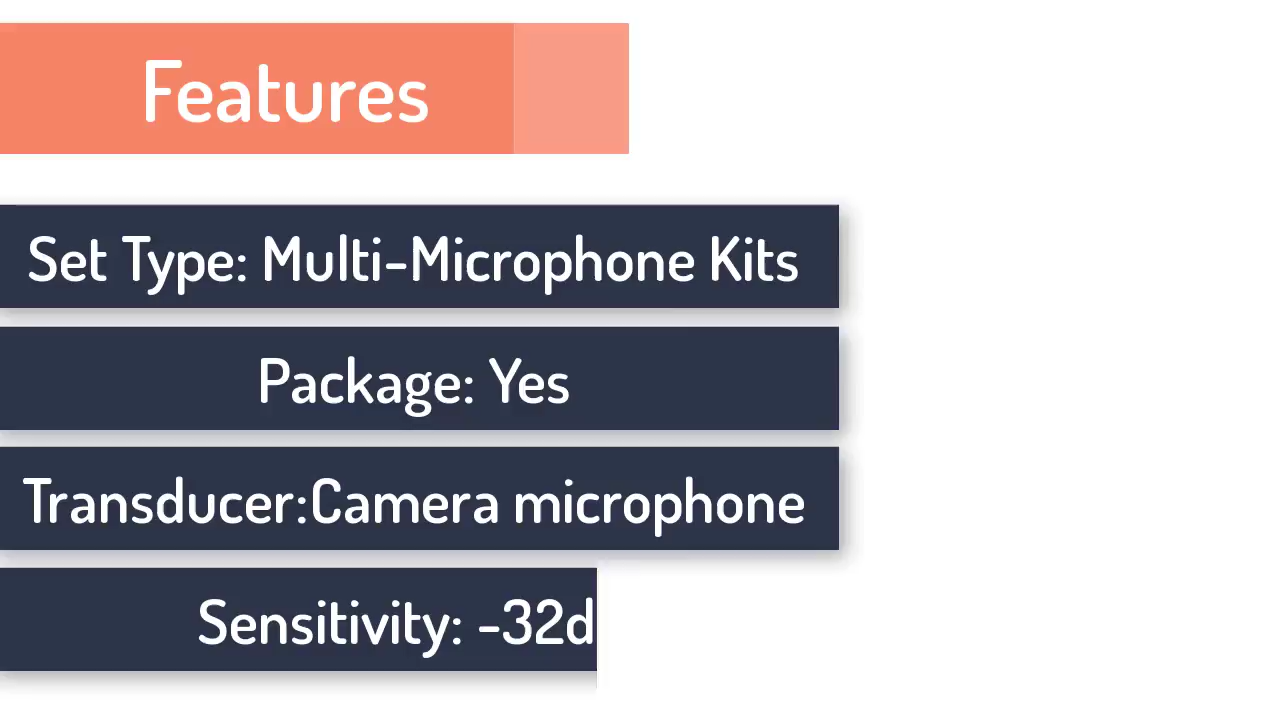 Features
Set Type: Multi-Microphone Kits
Package: Yes
Transducer:Camera microphone
Sensitivity: -32d